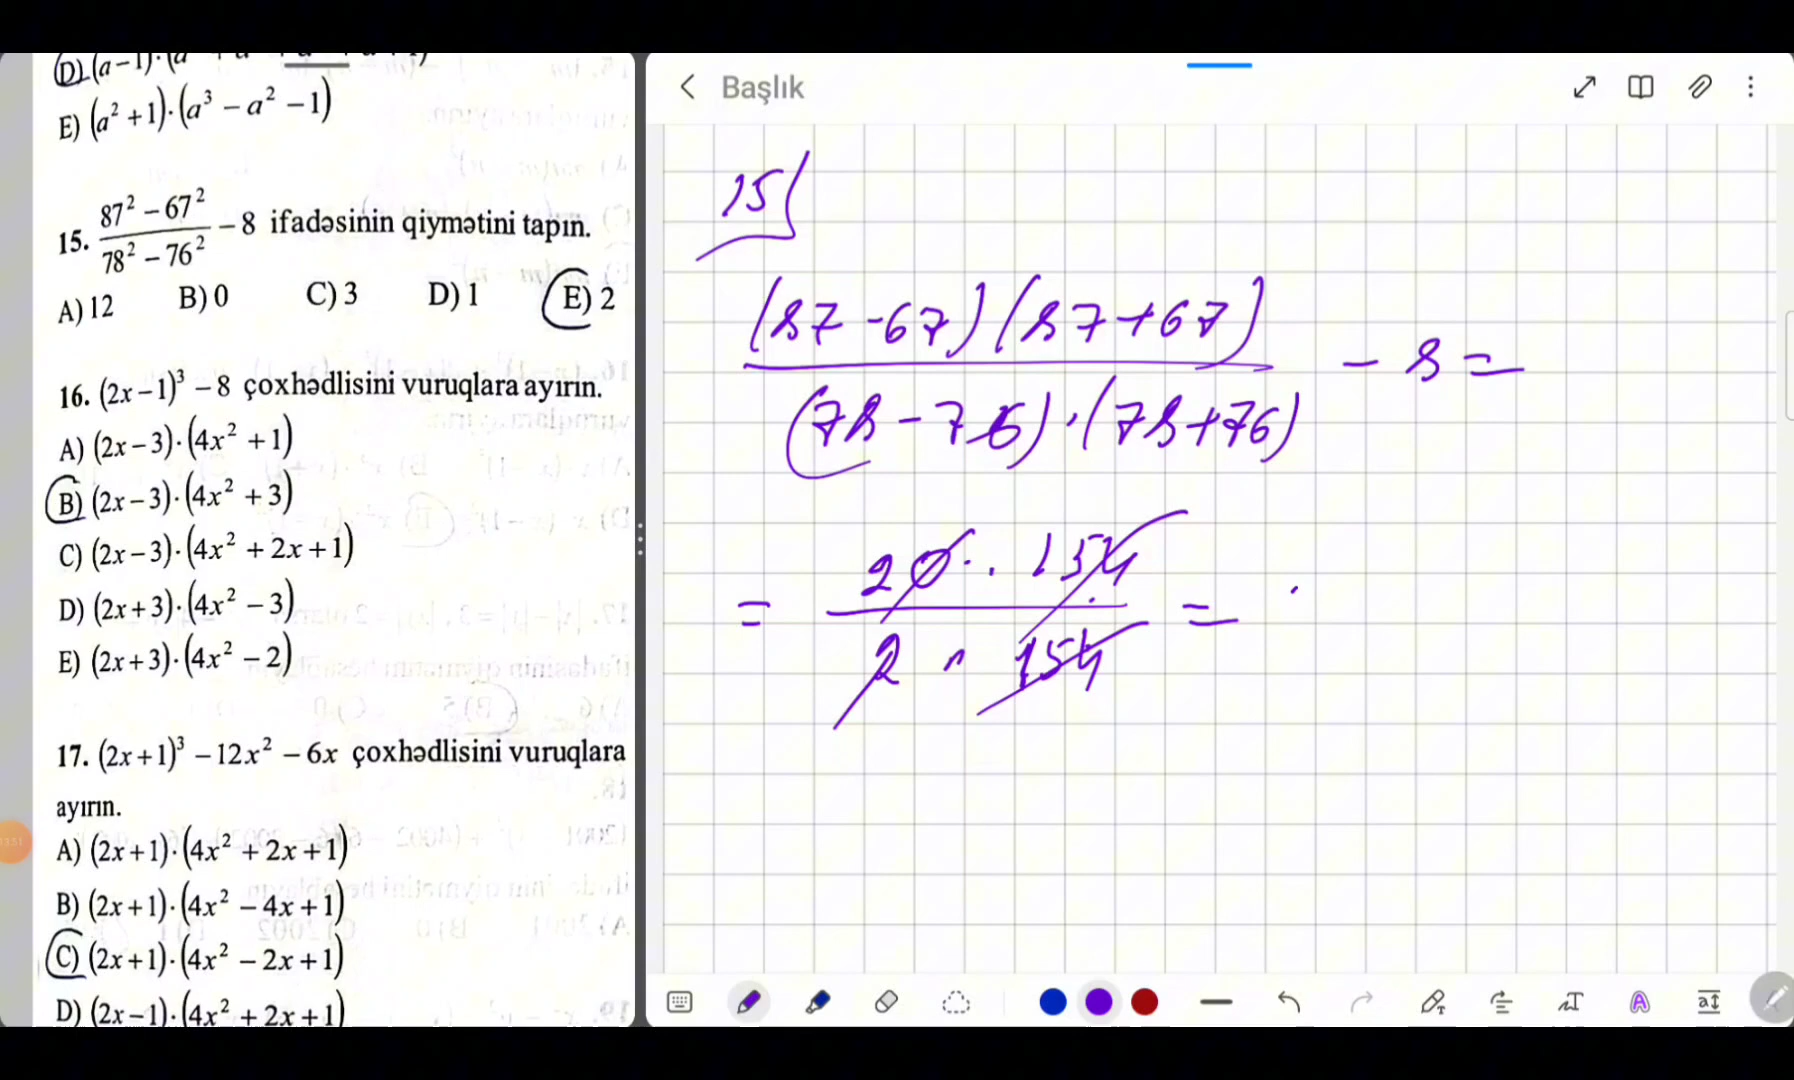 D) (a−1)·(a
E) (a² + 1)·(a³ − a² − 1)
15. (87² − 67²)/(78² − 76²) − 8 ifadəsinin qiymətini tapın.
A) 12 B) 0 C) 3 D) 1 E) 2
16. (2x − 1)³ − 8 çoxhədlisini vuruqlara ayırın.
A) (2x − 3)·(4x² + 1)
B) (2x − 3)·(4x² + 3)
C) (2x − 3)·(4x² + 2x + 1)
D) (2x + 3)·(4x² − 3)
E) (2x + 3)·(4x² − 2)
17. (2x + 1)³ − 12x² − 6x çoxhədlisini vuruqlara
ayırın.
A) (2x + 1)·(4x² + 2x + 1)
B) (2x + 1)·(4x² − 4x + 1)
C) (2x + 1)·(4x² − 2x + 1)
D) (2x − 1)·(4x² + 2x + 1)
Başlık
15
(87 - 67) (87 + 67)
− 8 =
(78 − 76) · (78 + 76)
20 · 154
= =
2 · 154